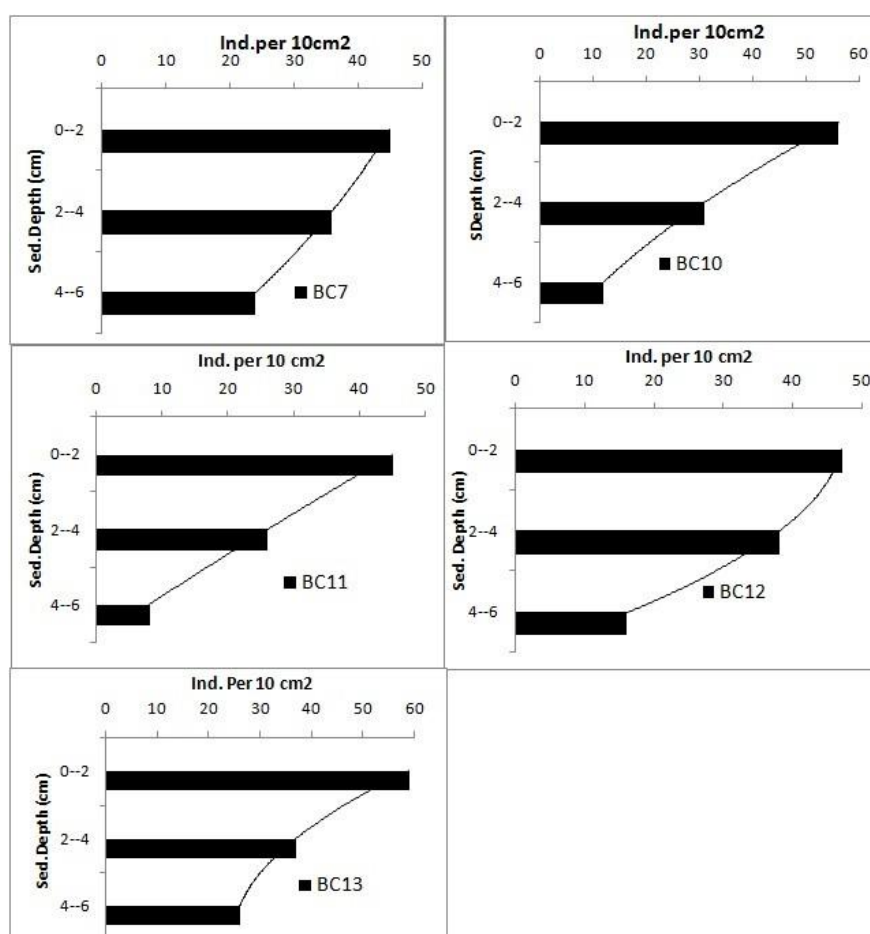 Ind.per 10cm2
0 10 20 30 40 50
0--2
2--4
4--6
Sed.Depth (cm)
BC7
Ind.per 10cm2
0 10 20 30 40 50 60
0--2
2--4
4--6
SDepth (cm)
BC10
Ind. per 10 cm2
0 10 20 30 40 50
0--2
2--4
4--6
Sed.Depth (cm)
BC11
Ind. per 10 cm2
0 10 20 30 40 50
0--2
2--4
4--6
Sed. Depth (cm)
BC12
Ind. Per 10 cm2
0 10 20 30 40 50 60
0--2
2--4
4--6
Sed.Depth (cm)
BC13